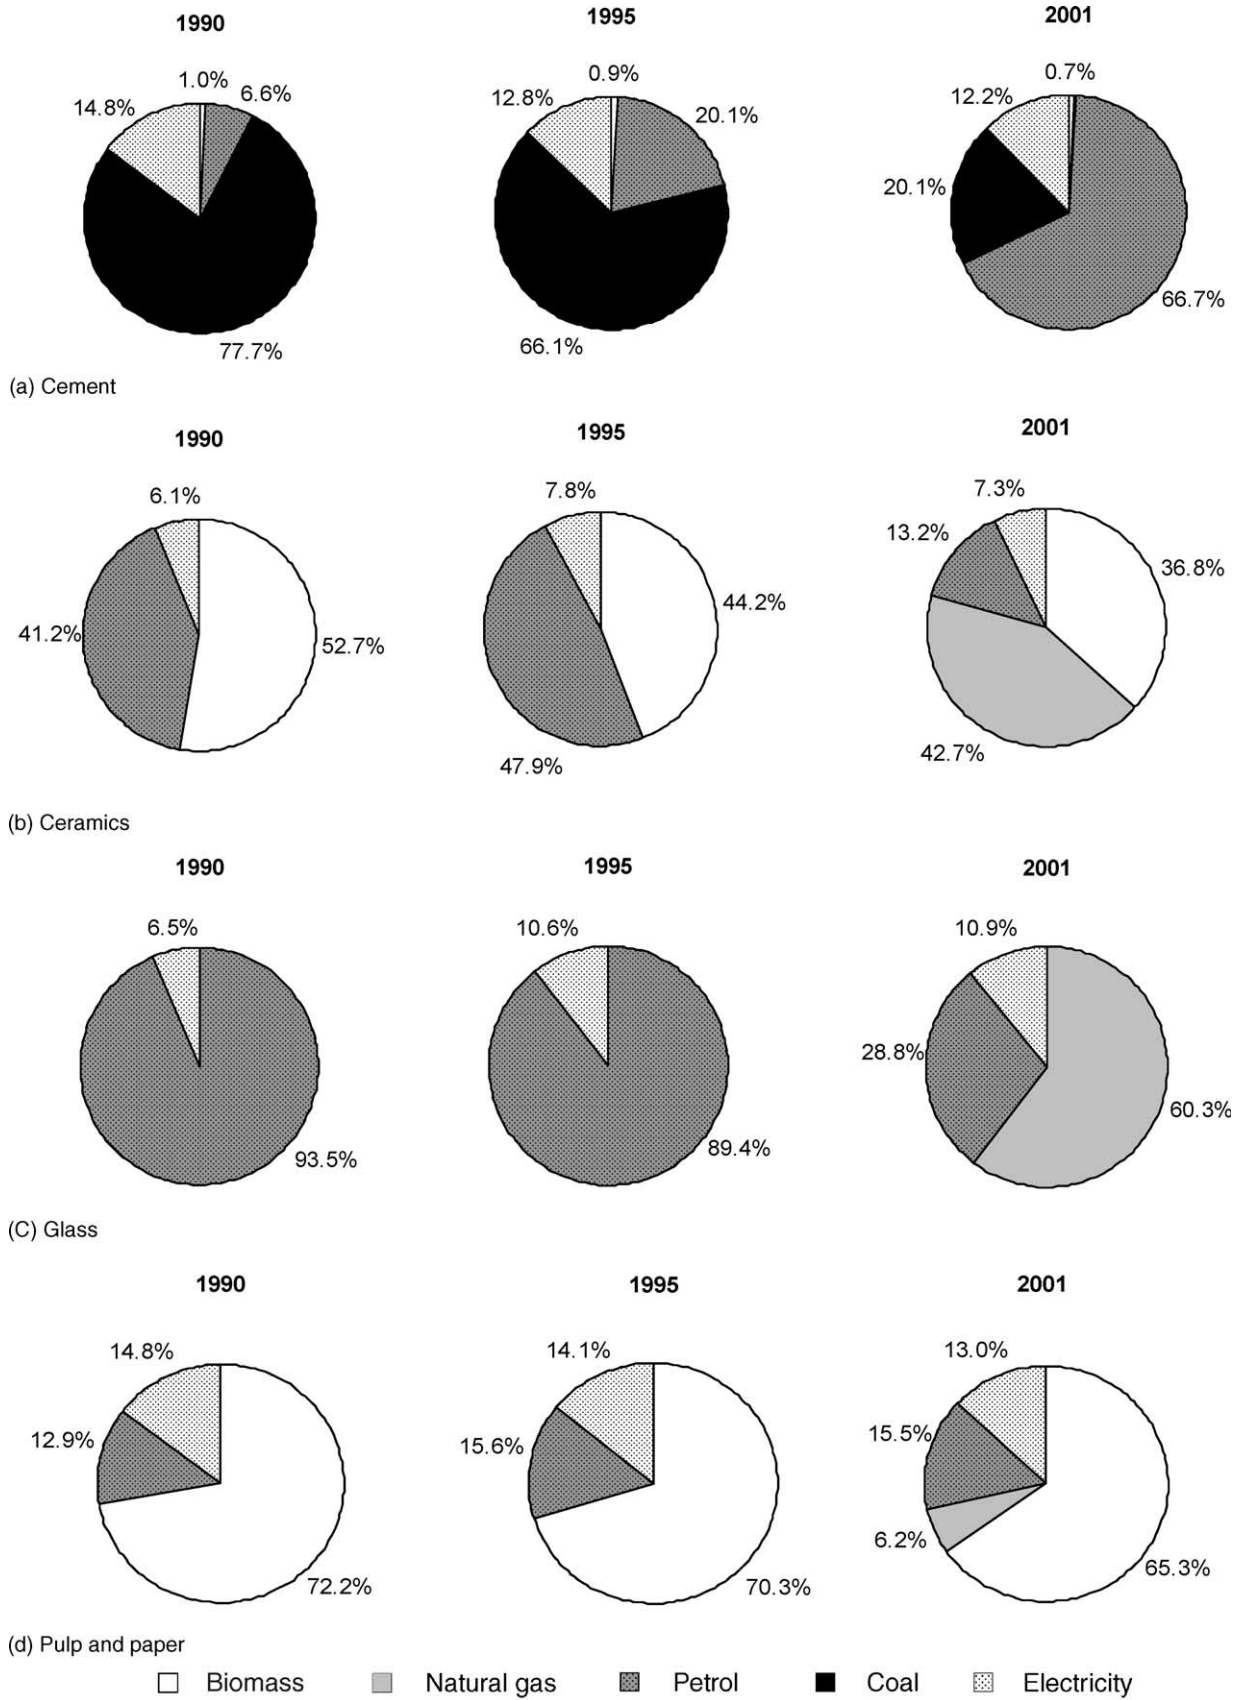 1990 1995 2001
1.0% 0.9% 0.7%
14.8% 6.6% 12.8% 20.1% 12.2%
20.1%
66.7%
77.7% 66.1%
(a) Cement
1990 1995 2001
6.1% 7.8% 7.3%
13.2% 36.8%
41.2% 52.7% 44.2%
47.9% 42.7%
(b) Ceramics
1990 1995 2001
6.5% 10.6% 10.9%
28.8%
60.3%
93.5% 89.4%
(C) Glass
1990 1995 2001
14.8% 14.1% 13.0%
12.9% 15.6% 15.5%
6.2%
72.2% 70.3% 65.3%
(d) Pulp and paper
Biomass Natural gas Petrol Coal Electricity